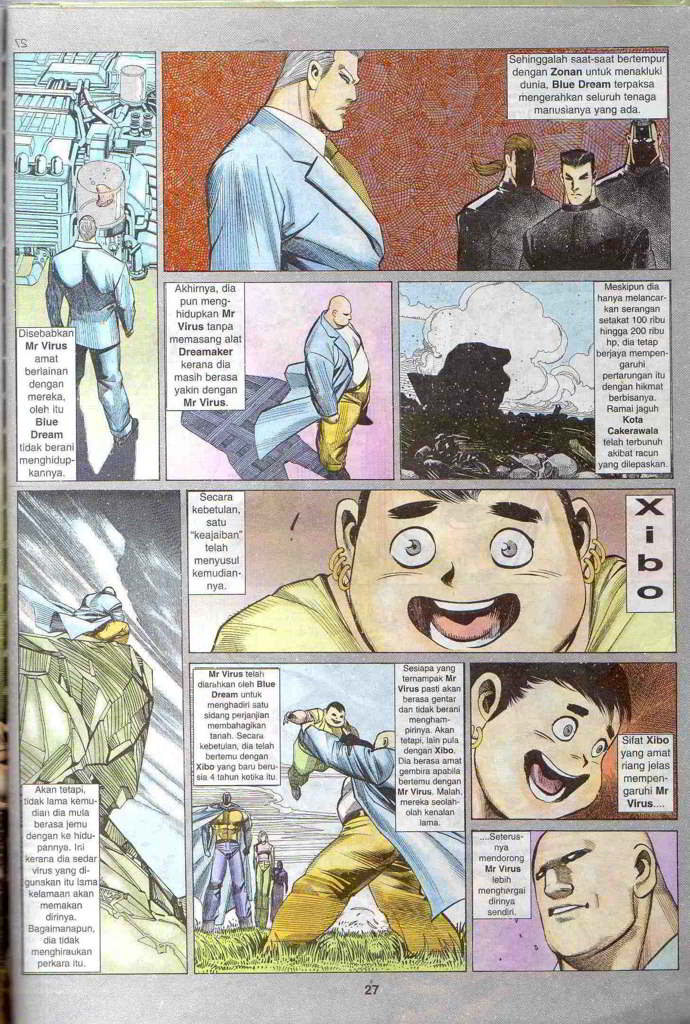 Disebabkan
Mr Virus
amat
berlainan
dengan
mereka,
oleh itu
Blue
Dream
tidak berani
menghidup-
kannya.
Sehinggalah saat-saat bertempur
dengan Zonan untuk menakluki
dunia, Blue Dream terpaksa
mengerahkan seluruh tenaga
manusianya yang ada.
Akhirnya, dia
pun meng-
hidupkan Mr
Virus tanpa
memasang alat
Dreamaker
kerana dia
masih berasa
yakin dengan
Mr Virus.
Meskipun dia
hanya melancar-
kan serangan
setakat 100 ribu
hingga 200 ribu
hp, dia tetap
berjaya mempen-
garuhi
pertarungan itu
dengan hikmat
berbisanya.
Ramai jaguh
Kota
Cakerawala
telah terbunuh
akibat racun
yang dilepaskan.
Akan tetapi,
tidak lama kemu-
dian dia mula
berasa jemu
dengan ke hidu-
pannya. Ini
kerana dia sedar
virus yang di-
gunakan itu lama
kelamaan akan
memakan
dirinya.
Bagaimanapun,
dia tidak
menghiraukan
perkara itu.
Secara
kebetulan,
satu
“keajaiban”
telah
menyusul
kemudian-
nya.
Xibo
Mr Virus telah
diarahkan oleh Blue
Dream untuk
menghadiri satu
sidang perjanjian
membahagikan
tanah. Secara
kebetulan, dia telah
bertemu dengan
Xibo yang baru beru-
sia 4 tahun ketika itu.
Sesiapa yang
ternampak Mr
Virus pasti akan
berasa gentar
dan tidak berani
mengham-
pirinya. Akan
tetapi, lain pula
dengan Xibo.
Dia berasa amat
gembira apabila
bertemu dengan
Mr Virus. Malah,
mereka seolah-
olah kenalan
lama.
Sifat Xibo
yang amat
riang jelas
mempen-
garuhi Mr
Virus....
....Seterus-
nya
mendorong
Mr Virus
lebih
menghargai
dirinya
sendiri.
27